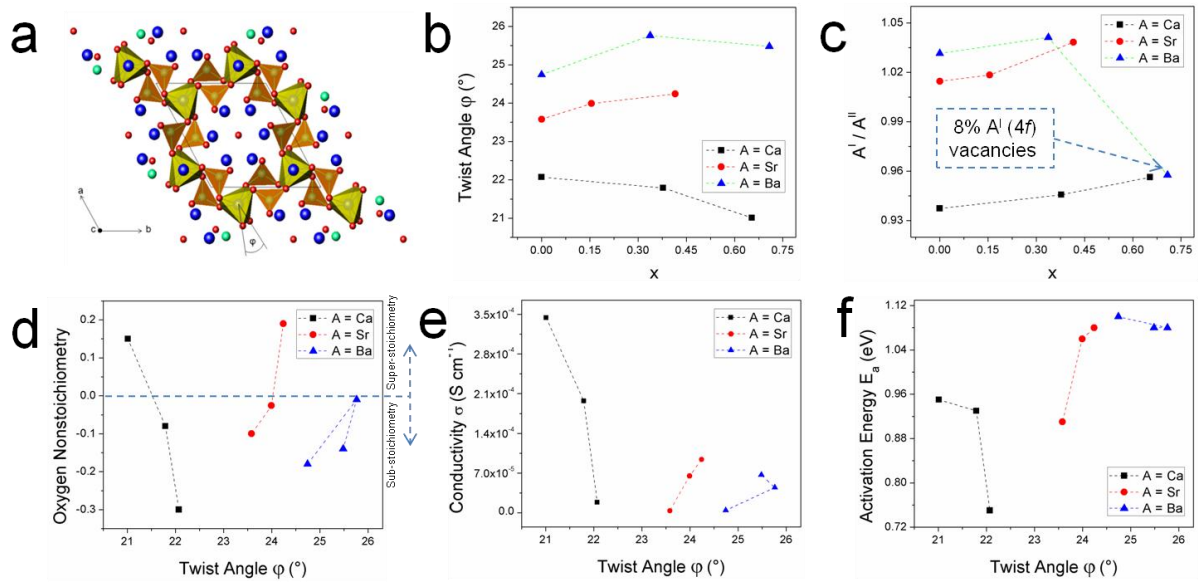 a
a
c
b
φ
b
Twist Angle φ (°)
26
25
24
23
22
21
A = Ca
A = Sr
A = Ba
0.00 0.15 0.30 0.45 0.60 0.75
x
c
A^I / A^II
1.05
1.02
0.99
0.96
0.93
A = Ca
A = Sr
A = Ba
8% A^I (4f)
vacancies
0.00 0.15 0.30 0.45 0.60 0.75
x
d
Oxygen Nonstoichiometry
0.2
0.1
0.0
-0.1
-0.2
-0.3
A = Ca
A = Sr
A = Ba
Super-stoichiometry
Sub-stoichiometry
21 22 23 24 25 26
Twist Angle φ (°)
e
Conductivity σ (S cm⁻¹)
3.5x10⁻⁴
2.8x10⁻⁴
2.1x10⁻⁴
1.4x10⁻⁴
7.0x10⁻⁵
0.0
A = Ca
A = Sr
A = Ba
21 22 23 24 25 26
Twist Angle φ (°)
f
Activation Energy E_a (eV)
1.12
1.04
0.96
0.88
0.80
0.72
A = Ca
A = Sr
A = Ba
21 22 23 24 25 26
Twist Angle φ (°)